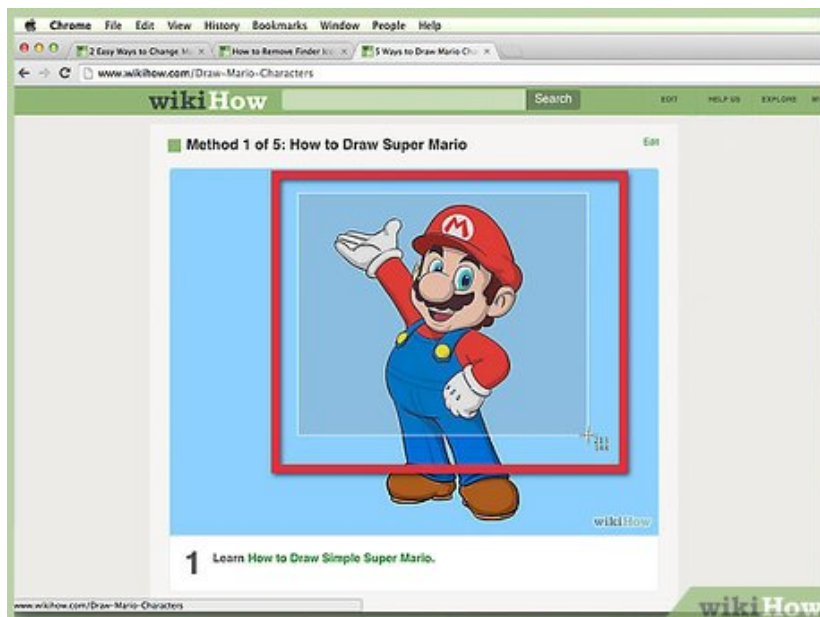 Chrome File Edit View History Bookmarks Window People Help
2 Easy Ways to Change M
How to Remove Finder Ic
5 Ways to Draw Mario Cha
www.wikihow.com/Draw-Mario-Characters
wikiHow Search EDIT HELP US EXPLORE
Method 1 of 5: How to Draw Super Mario Edit
M
wikiHow
1 Learn How to Draw Simple Super Mario.
www.wikihow.com/Draw-Mario-Characters
wikiHow